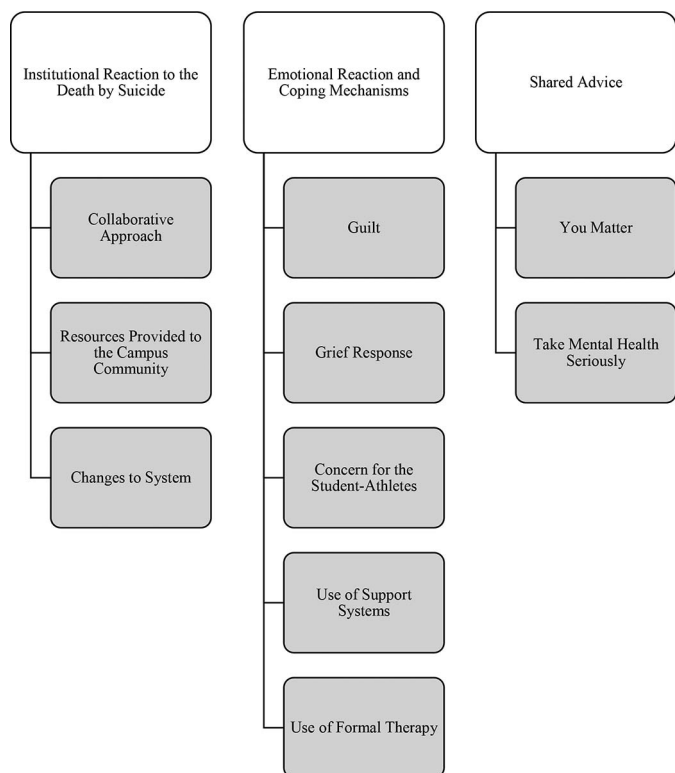 Institutional Reaction to the
Death by Suicide
Collaborative
Approach
Resources Provided to
the Campus
Community
Changes to System
Emotional Reaction and
Coping Mechanisms
Guilt
Grief Response
Concern for the
Student-Athletes
Use of Support
Systems
Use of Formal Therapy
Shared Advice
You Matter
Take Mental Health
Seriously